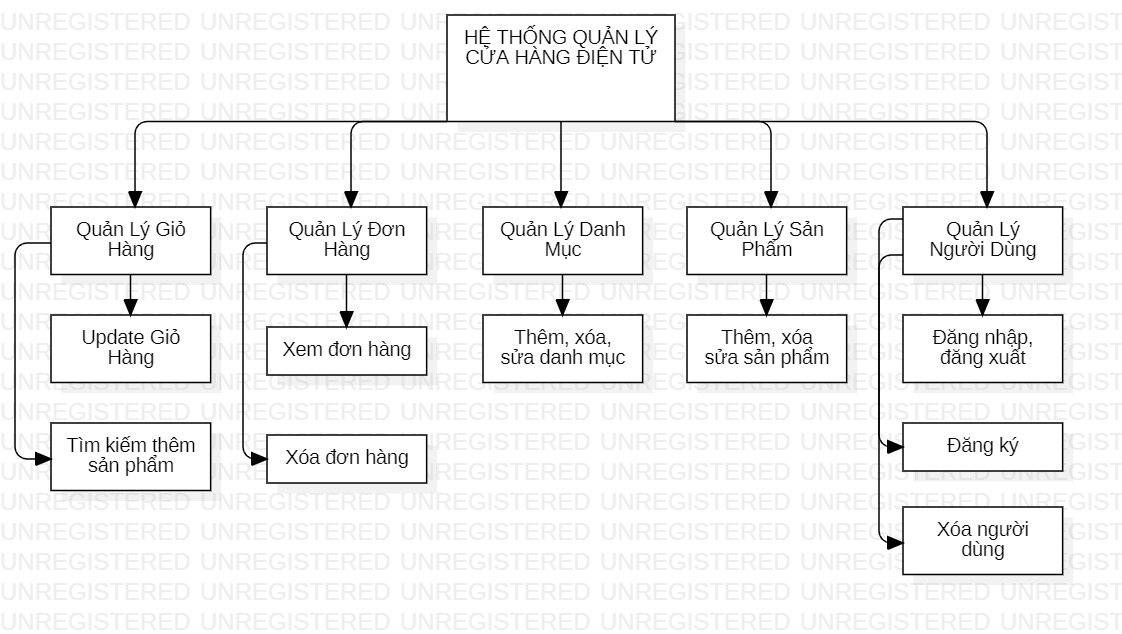 HỆ THỐNG QUẢN LÝ
CỬA HÀNG ĐIỆN TỬ
Quản Lý Giỏ
Hàng
Quản Lý Đơn
Hàng
Quản Lý Danh
Mục
Quản Lý Sản
Phẩm
Quản Lý
Người Dùng
Update Giỏ
Hàng
Xem đơn hàng
Thêm, xóa,
sửa danh mục
Thêm, xóa
sửa sản phẩm
Đăng nhập,
đăng xuất
Tìm kiếm thêm
sản phẩm
Xóa đơn hàng
Đăng ký
Xóa người
dùng
UNREGISTERED